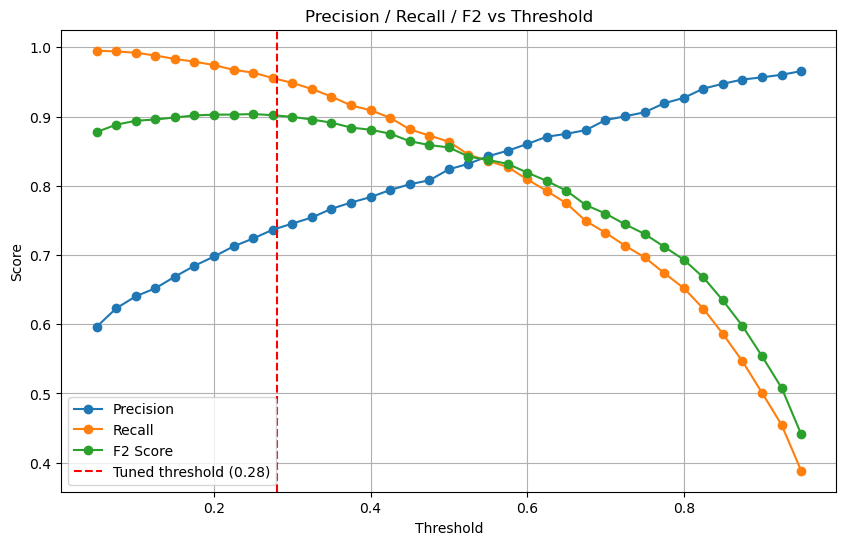 Precision / Recall / F2 vs Threshold
Score
1.0
0.9
0.8
0.7
0.6
0.5
0.4
Precision
Recall
F2 Score
Tuned threshold (0.28)
0.2 0.4 0.6 0.8
Threshold